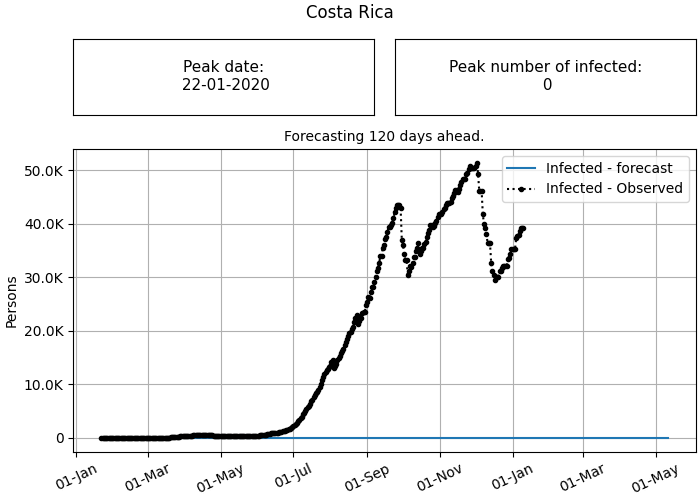 Costa Rica
Peak date:
22-01-2020
Peak number of infected:
0
Forecasting 120 days ahead.
Infected - forecast
Infected - Observed
50.0K
40.0K
30.0K
20.0K
10.0K
0
Persons
01-Jan
01-Mar
01-May
01-Jul
01-Sep
01-Nov
01-Jan
01-Mar
01-May